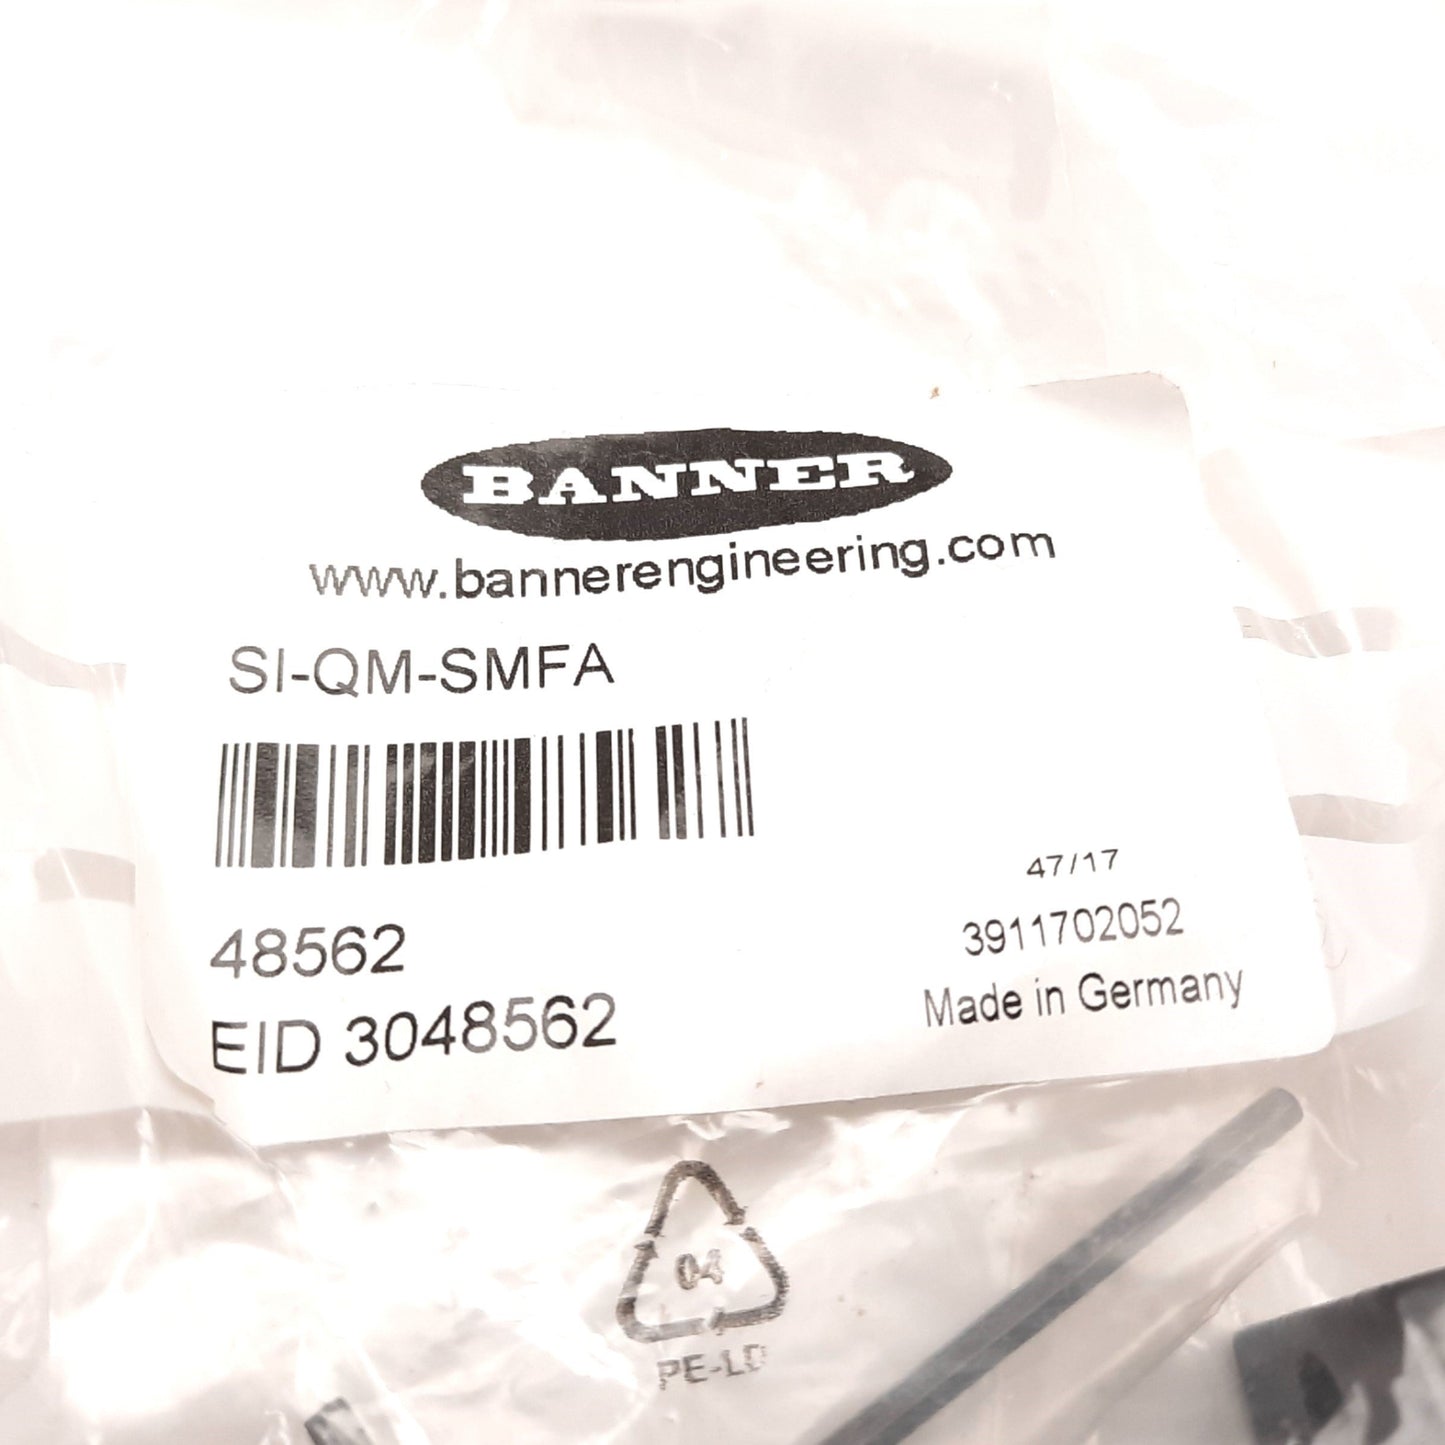 BANNER
www.bannerengineering.com
SI-QM-SMFA
48562
EID 3048562
47/17
3911702052
Made in Germany
04
PE-LD